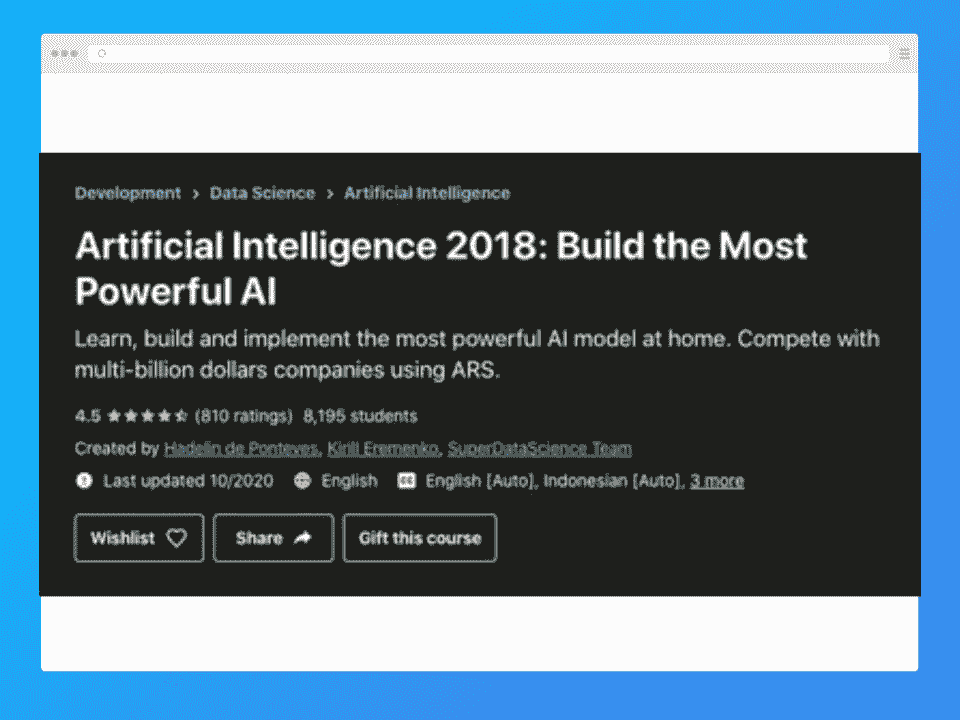 Development > Data Science > Artificial Intelligence
Artificial Intelligence 2018: Build the Most
Powerful AI
Learn, build and implement the most powerful AI model at home. Compete with
multi-billion dollars companies using ARS.
4.5 ★★★★⯪ (810 ratings) 8,195 students
Created by Hadelin de Ponteves, Kirill Eremenko, SuperDataScience Team
Last updated 10/2020 English English [Auto], Indonesian [Auto], 3 more
Wishlist Share Gift this course